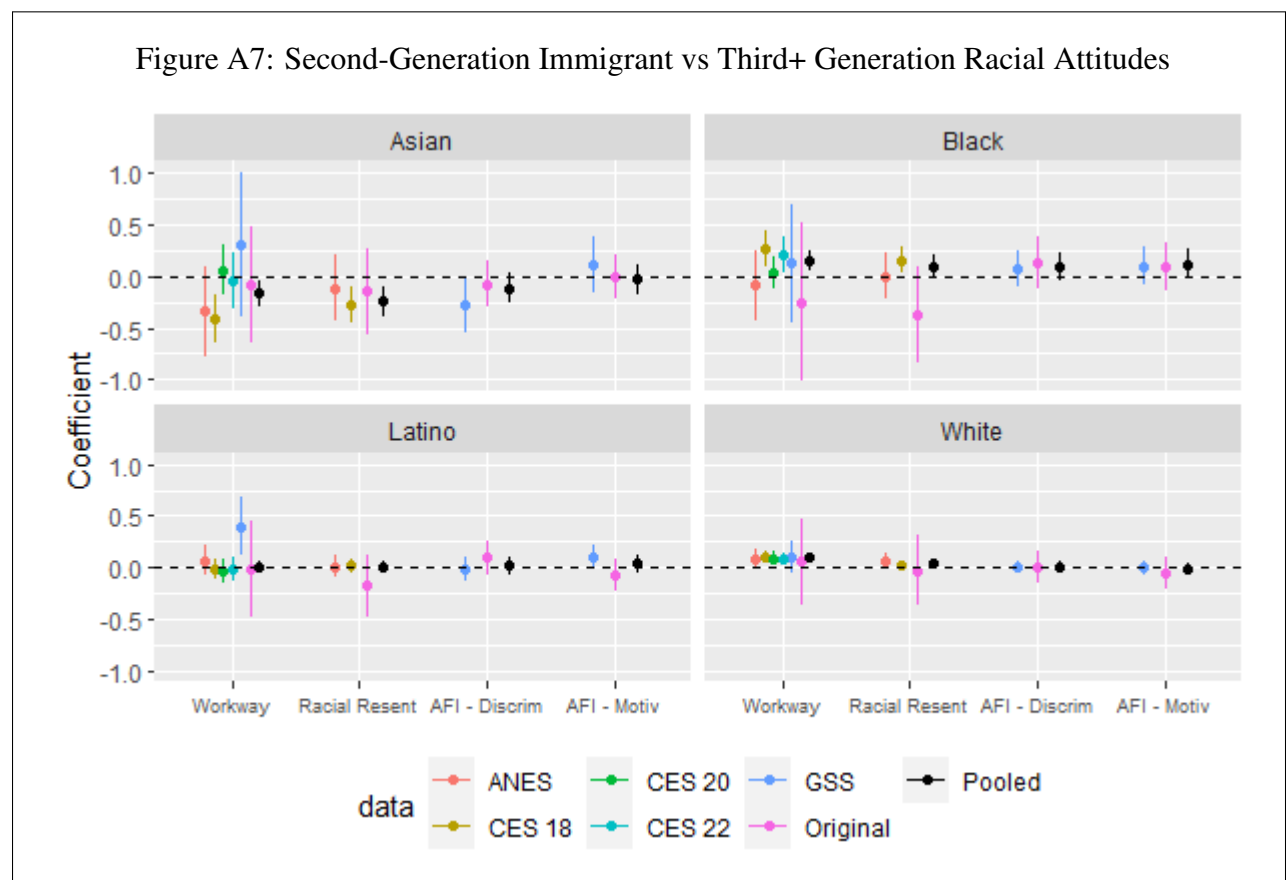 Figure A7: Second-Generation Immigrant vs Third+ Generation Racial Attitudes
Asian
Black
1.0
0.5
0.0
-0.5
-1.0
Coefficient
Latino
White
1.0
0.5
0.0
-0.5
-1.0
Workway Racial Resent AFI - Discrim AFI - Motiv
Workway Racial Resent AFI - Discrim AFI - Motiv
data
ANES CES 20 GSS Pooled
CES 18 CES 22 Original